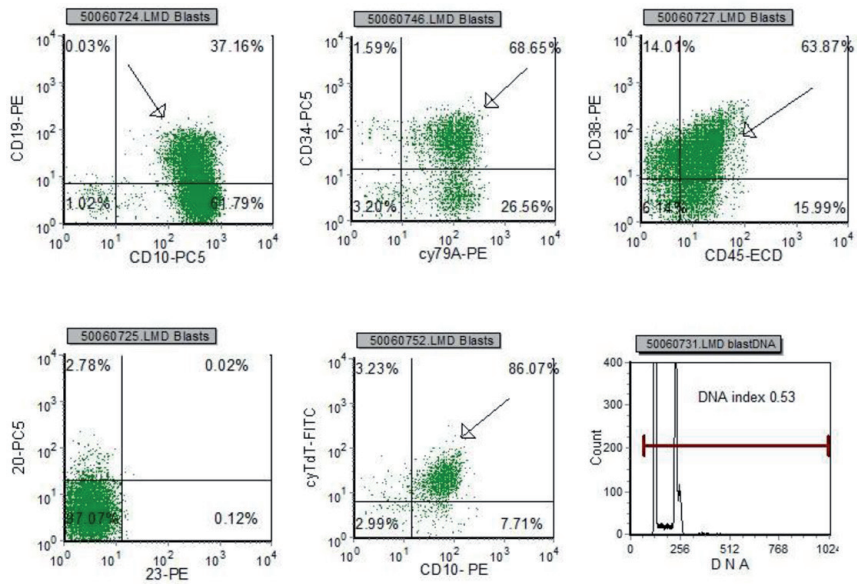 50060724.LMD Blasts
0.03% 37.16%
CD19-PE
10^4
10^3
10^2
10^1
10^0
1.02% 61.79%
10^0 10^1 10^2 10^3 10^4
CD10-PC5
50060746.LMD Blasts
1.59% 68.65%
CD34-PC5
10^4
10^3
10^2
10^1
10^0
3.20% 26.56%
10^0 10^1 10^2 10^3 10^4
cy79A-PE
50060727.LMD Blasts
14.01% 63.87%
CD38-PE
10^4
10^3
10^2
10^1
10^0
6.14% 15.99%
10^0 10^1 10^2 10^3 10^4
CD45-ECD
50060725.LMD Blasts
2.78% 0.02%
20-PC5
10^4
10^3
10^2
10^1
10^0
97.07% 0.12%
10^0 10^1 10^2 10^3 10^4
23-PE
50060752.LMD Blasts
3.23% 86.07%
cyTdT-FITC
10^4
10^3
10^2
10^1
10^0
2.99% 7.71%
10^0 10^1 10^2 10^3 10^4
CD10- PE
50060731.LMD blastDNA
DNA index 0.53
Count
400
300
200
100
0
0 256 512 768 1024
D N A